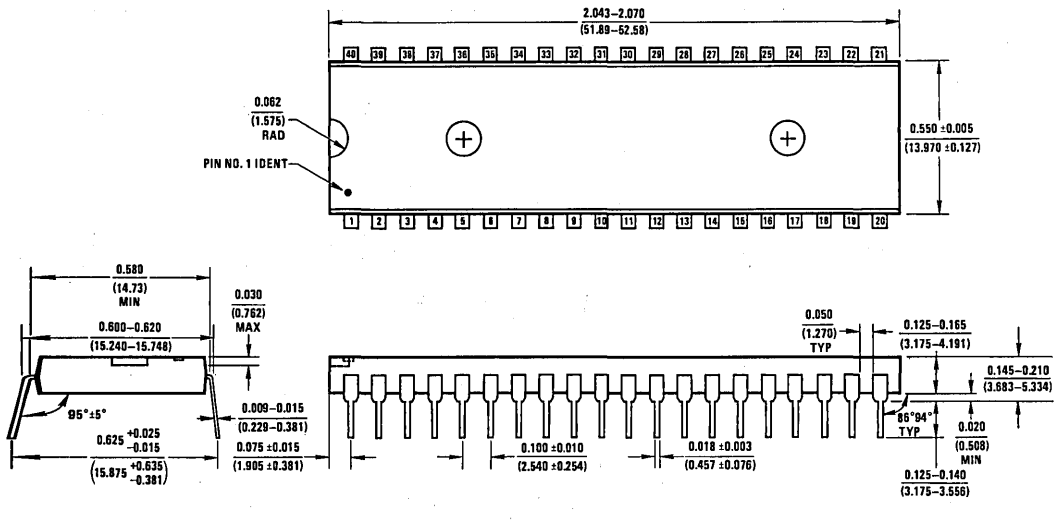 2.043–2.070
(51.89–52.58)
40 39 38 37 36 35 34 33 32 31 30 29 28 27 26 25 24 23 22 21
0.062
(1.575)
RAD
PIN NO. 1 IDENT
0.550 ±0.005
(13.970 ±0.127)
1 2 3 4 5 6 7 8 9 10 11 12 13 14 15 16 17 18 19 20
0.580
(14.73)
MIN
0.030
(0.762)
MAX
0.600–0.620
(15.240–15.748)
0.050
(1.270)
TYP
0.125–0.165
(3.175–4.191)
0.145–0.210
(3.683–5.334)
95°±5°
0.009–0.015
(0.229–0.381)
86°94°
TYP
0.020
(0.508)
MIN
0.625 +0.025 –0.015
(15.875 +0.635 –0.381)
0.075 ±0.015
(1.905 ±0.381)
0.100 ±0.010
(2.540 ±0.254)
0.018 ±0.003
(0.457 ±0.076)
0.125–0.140
(3.175–3.556)